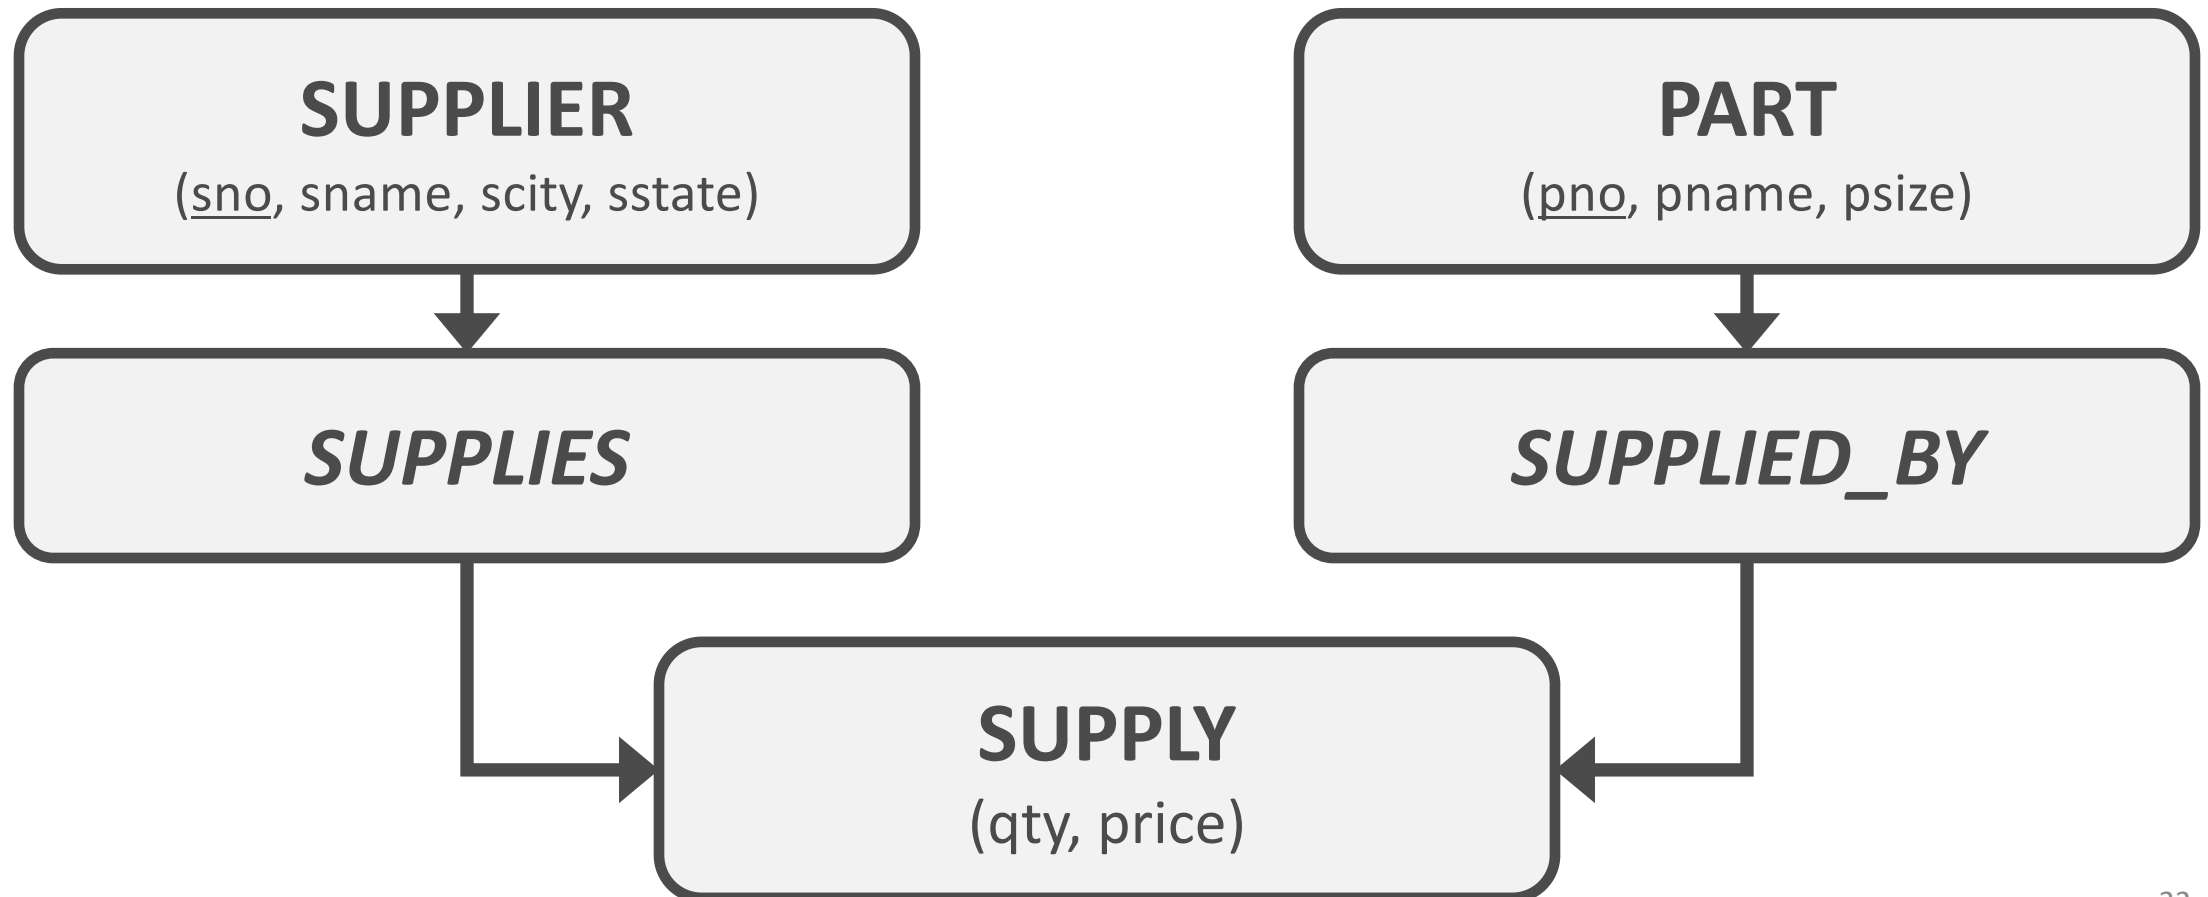 SUPPLIER
(sno, sname, scity, sstate)
PART
(pno, pname, psize)
SUPPLIES
SUPPLIED_BY
SUPPLY
(qty, price)